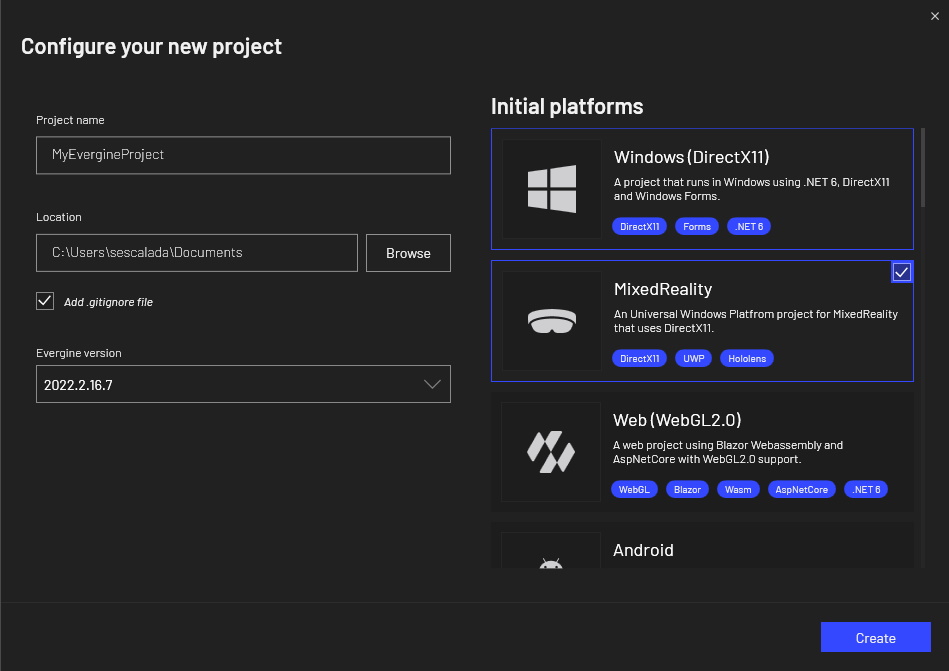 Configure your new project
Project name
MyEvergineProject
Location
C:\Users\sescalada\Documents
Browse
Add .gitignore file
Evergine version
2022.2.16.7
Initial platforms
Windows (DirectX11)
A project that runs in Windows using .NET 6, DirectX11
and Windows Forms.
DirectX11 Forms .NET 6
MixedReality
An Universal Windows Platfrom project for MixedReality
that uses DirectX11.
DirectX11 UWP Hololens
Web (WebGL2.0)
A web project using Blazor Webassembly and
AspNetCore with WebGL2.0 support.
WebGL Blazor Wasm AspNetCore .NET 6
Android
Create